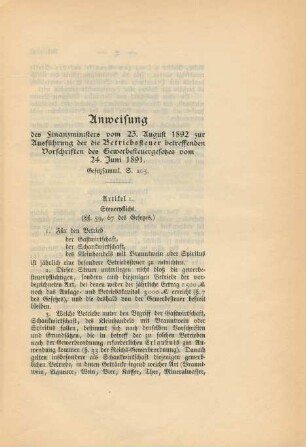 Anweisung
des Finanzministers vom 23. August 1892 zur
Ausführung der die Betriebssteuer betreffenden
Vorschriften des Gewerbesteuergesetzes vom
24. Juni 1891.
Gesetzsamml. S. 205.
Artikel 1.
Steuerpflicht.
(§§. 59, 67 des Gesetzes.)
1. Für den Betrieb
der Gastwirtschaft,
der Schankwirtschaft,
des Kleinhandels mit Branntwein oder Spiritus
ist jährlich eine besondere Betriebssteuer zu entrichten.
2. Dieser Steuer unterliegen nicht bloß die gewerbe-
steuerpflichtigen, sondern auch diejenigen Betriebe der vor-
bezeichneten Art, bei denen weder der jährliche Ertrag 1 500 M.
noch das Anlage- und Betriebskapital 3 000 M. erreicht (§. 7
des Gesetzes), und die deshalb von der Gewerbesteuer befreit
sind.
3. Welche Betriebe unter den Begriff der Gastwirtschaft,
Schankwirtschaft, des Kleinhandels mit Branntwein oder
Spiritus fallen, bestimmt sich nach denselben Vorschriften
und Grundsätzen, die in betreff der zu solchen Betrieben
nach der Gewerbeordnung erforderlichen Erlaubnis zur An-
wendung kommen (§. 33 der Reichs-Gewerbeordnung). Danach
gelten insbesondere als Schankwirtschaft diejenigen gewerb-
lichen Betriebe, in denen Getränke irgend welcher Art (Brannt-
wein, Liqueure, Wein, Bier, Kaffee, Thee, Mineralwasser,